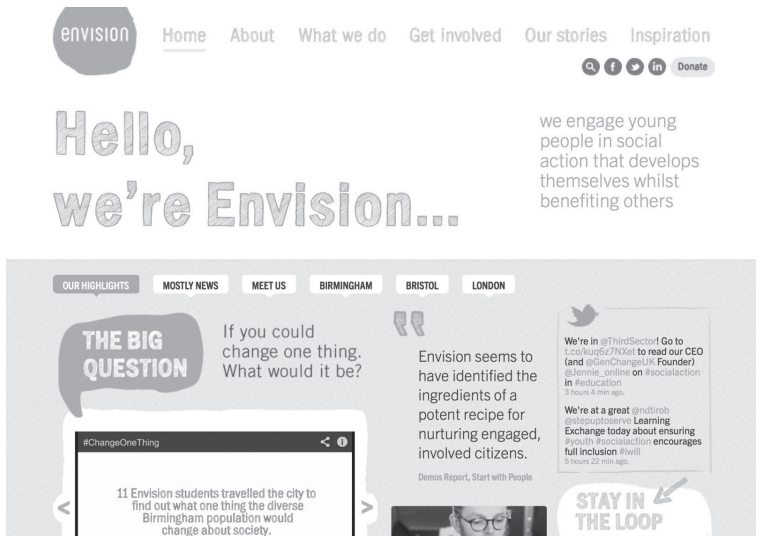 envision
Home About What we do Get involved Our stories Inspiration
Donate
Hello,
we're Envision...
we engage young
people in social
action that develops
themselves whilst
benefiting others
OUR HIGHLIGHTS MOSTLY NEWS MEET US BIRMINGHAM BRISTOL LONDON
THE BIG
QUESTION
If you could
change one thing.
What would it be?
#ChangeOneThing
11 Envision students travelled the city to
find out what one thing the diverse
Birmingham population would
change about society.
Envision seems to
have identified the
ingredients of a
potent recipe for
nurturing engaged,
involved citizens.
Demos Report, Start with People
We're in @ThirdSector! Go to
t.co/kuq6z7NXet to read our CEO
(and @GenChangeUK Founder)
@Jennie_online on #socialaction
in #education
3 hours 4 min ago.
We're at a great @ndtirob
@stepuptoserve Learning
Exchange today about ensuring
#youth #socialaction encourages
full inclusion #iwill
5 hours 22 min ago.
STAY IN
THE LOOP